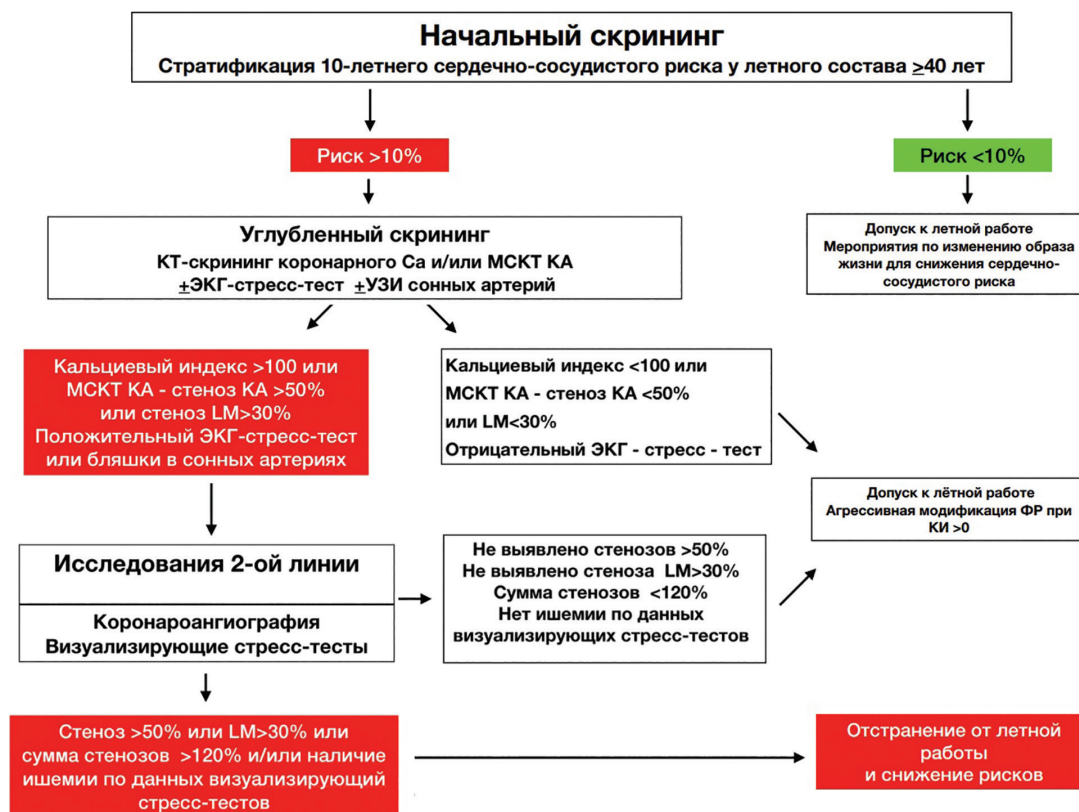 Начальный скрининг
Стратификация 10-летнего сердечно-сосудистого риска у летного состава ≥40 лет
Риск >10%
Риск <10%
Углубленный скрининг
КТ-скрининг коронарного Ca и/или МСКТ КА
±ЭКГ-стресс-тест ±УЗИ сонных артерий
Допуск к летной работе
Мероприятия по изменению образа
жизни для снижения сердечно-
сосудистого риска
Кальциевый индекс >100 или
МСКТ КА - стеноз КА >50%
или стеноз LM>30%
Положительный ЭКГ-стресс-тест
или бляшки в сонных артериях
Кальциевый индекс <100 или
МСКТ КА - стеноз КА <50%
или LM<30%
Отрицательный ЭКГ - стресс - тест
Допуск к лётной работе
Агрессивная модификация ФР при
КИ >0
Исследования 2-ой линии
Коронароангиография
Визуализирующие стресс-тесты
Не выявлено стенозов >50%
Не выявлено стеноза LM>30%
Сумма стенозов <120%
Нет ишемии по данных
визуализирующих стресс-тестов
Стеноз >50% или LM>30% или
сумма стенозов >120% и/или наличие
ишемии по данных визуализирующий
стресс-тестов
Отстранение от летной
работы
и снижение рисков